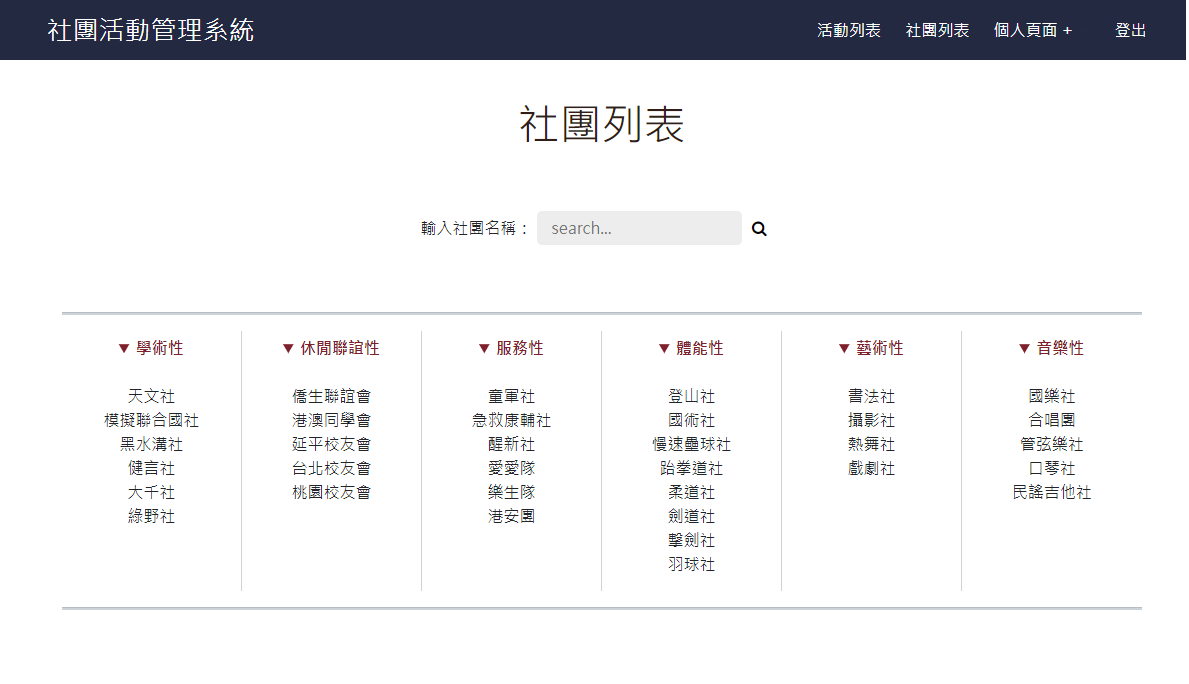 社團活動管理系統
活動列表 社團列表 個人頁面 + 登出
社團列表
輸入社團名稱： search...
▼ 學術性
天文社
模擬聯合國社
黑水溝社
健言社
大千社
綠野社
▼ 休閒聯誼性
僑生聯誼會
港澳同學會
延平校友會
台北校友會
桃園校友會
▼ 服務性
童軍社
急救康輔社
醒新社
愛愛隊
樂生隊
港安團
▼ 體能性
登山社
國術社
慢速壘球社
跆拳道社
柔道社
劍道社
擊劍社
羽球社
▼ 藝術性
書法社
攝影社
熱舞社
戲劇社
▼ 音樂性
國樂社
合唱團
管弦樂社
口琴社
民謠吉他社